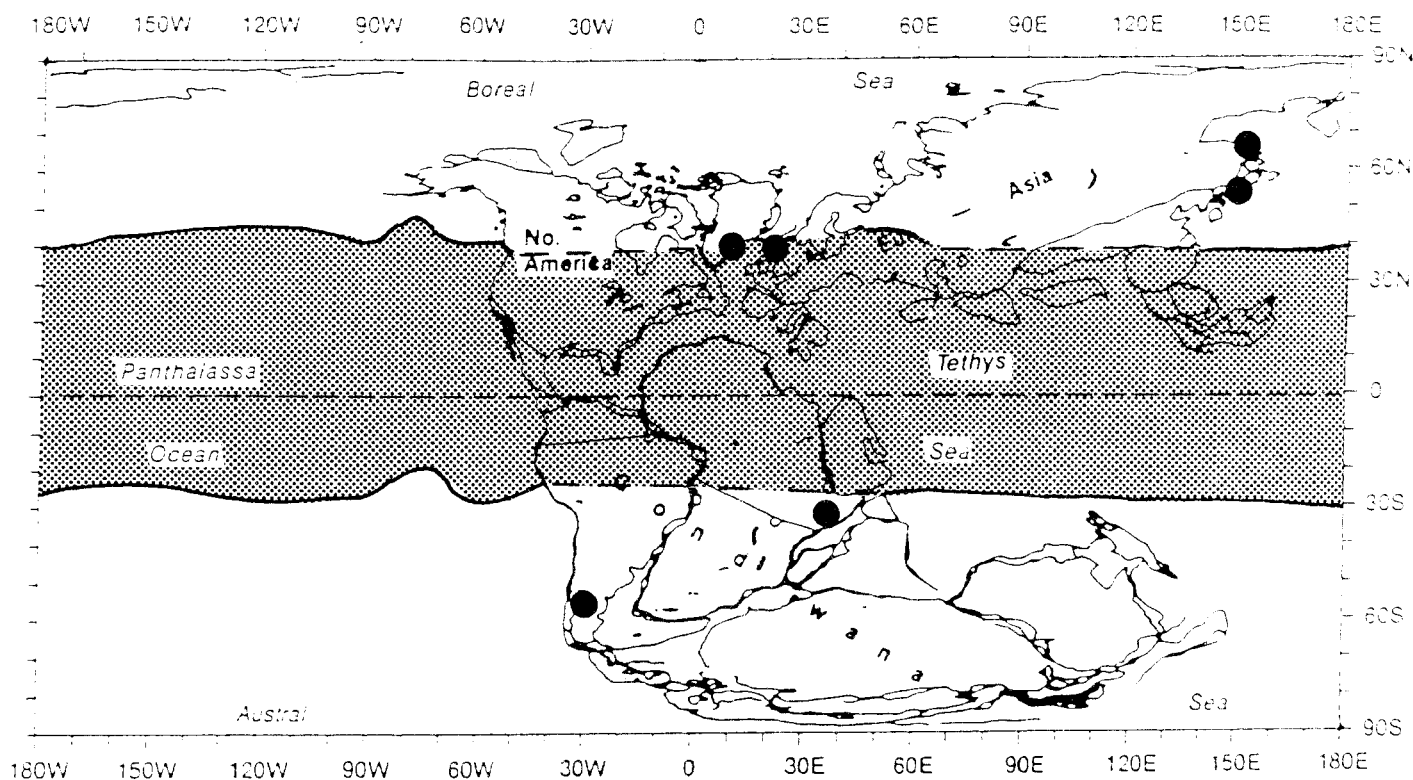 180W 150W 120W 90W 60W 30W 0 30E 60E 90E 120E 150E 180E
90N
Boreal Sea
60N
Asia
No. America
Eu
30N
Panthalassa Tethys
0
Ocean Sea
30S
Gondwana
60S
Austral Sea
90S
180W 150W 120W 90W 60W 30W 0 30E 60E 90E 120E 150E 180E